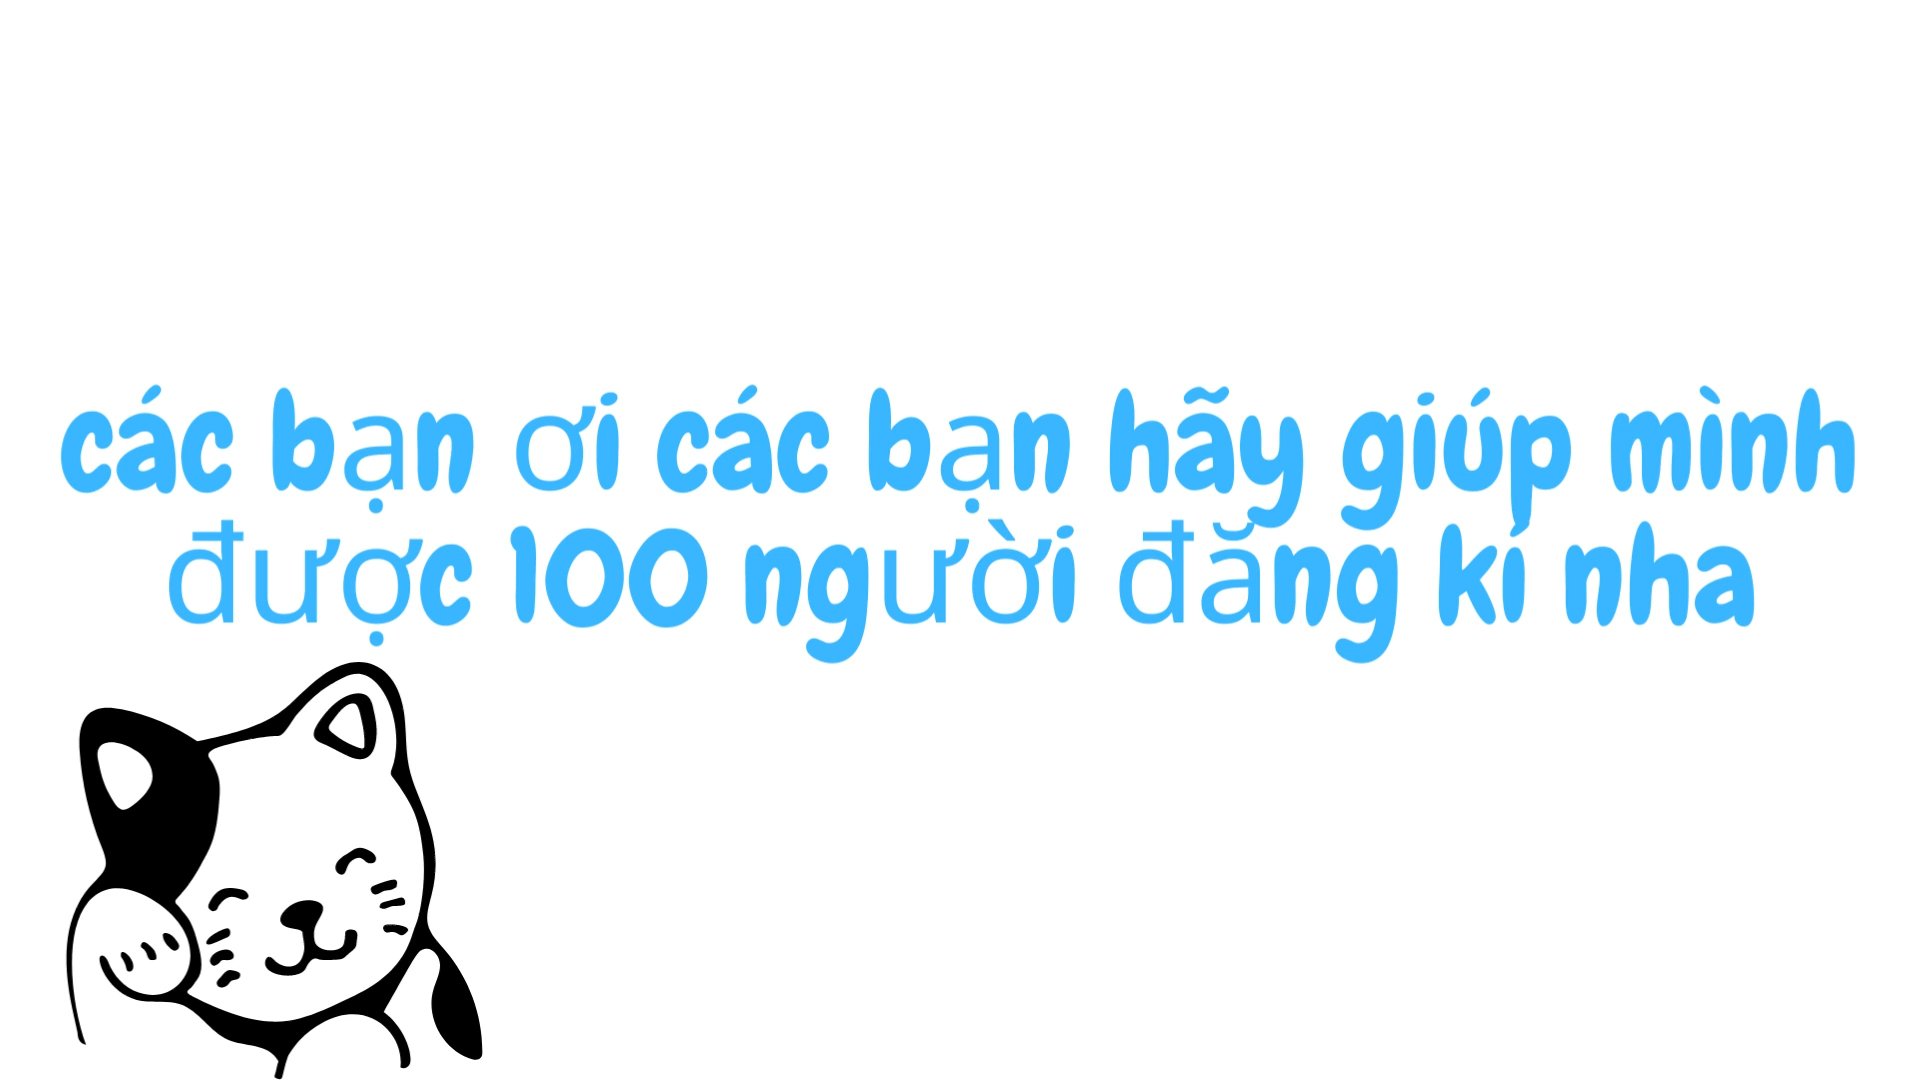 các bạn ơi các bạn hãy giúp mình
được 100 người đăng kí nha